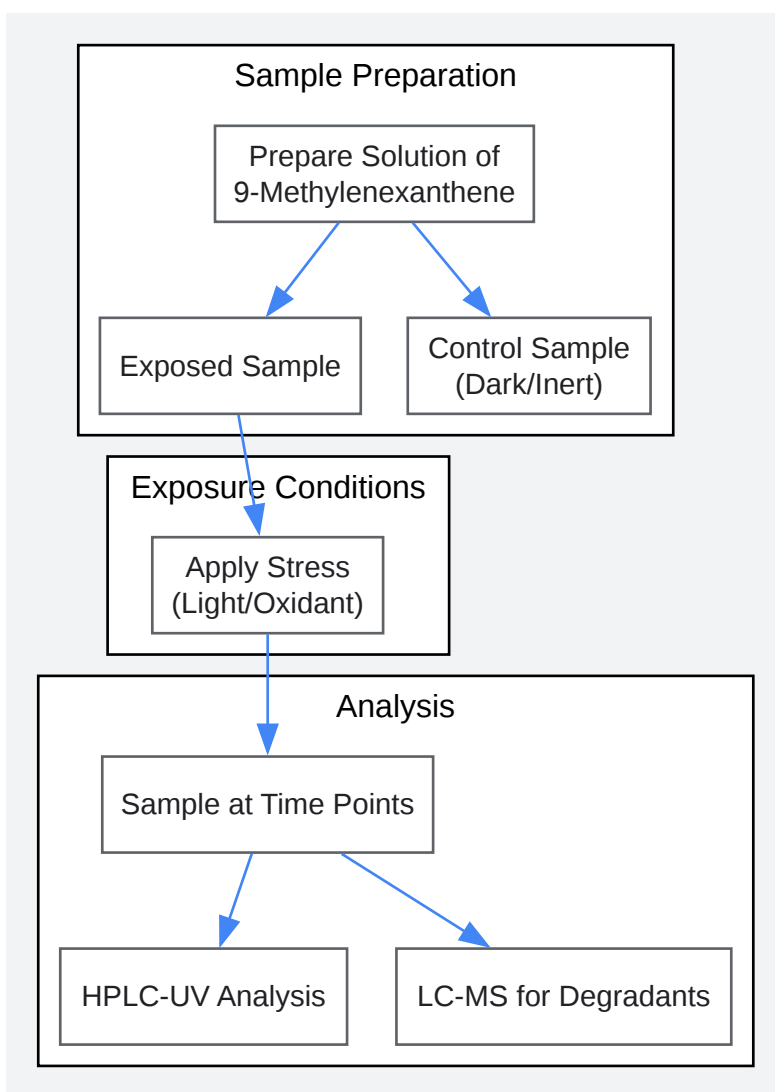 Sample Preparation
Prepare Solution of
9-Methylenexanthene
Exposed Sample
Control Sample
(Dark/Inert)
Exposure Conditions
Apply Stress
(Light/Oxidant)
Analysis
Sample at Time Points
HPLC-UV Analysis
LC-MS for Degradants